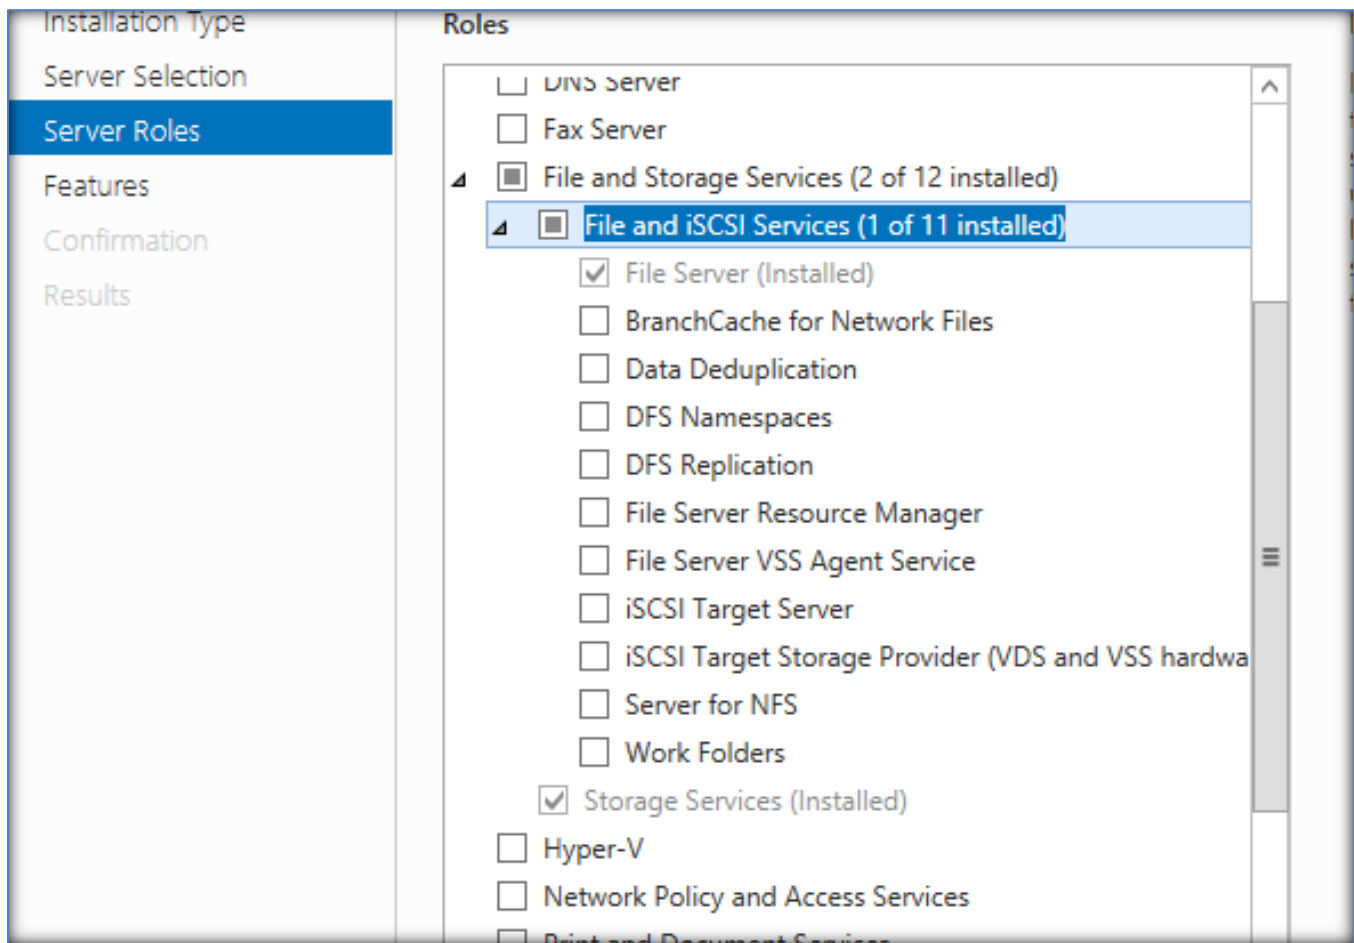 Installation Type
Server Selection
Server Roles
Features
Confirmation
Results
Roles
DNS Server
Fax Server
File and Storage Services (2 of 12 installed)
File and iSCSI Services (1 of 11 installed)
File Server (Installed)
BranchCache for Network Files
Data Deduplication
DFS Namespaces
DFS Replication
File Server Resource Manager
File Server VSS Agent Service
iSCSI Target Server
iSCSI Target Storage Provider (VDS and VSS hardwa
Server for NFS
Work Folders
Storage Services (Installed)
Hyper-V
Network Policy and Access Services
Print and Document Services